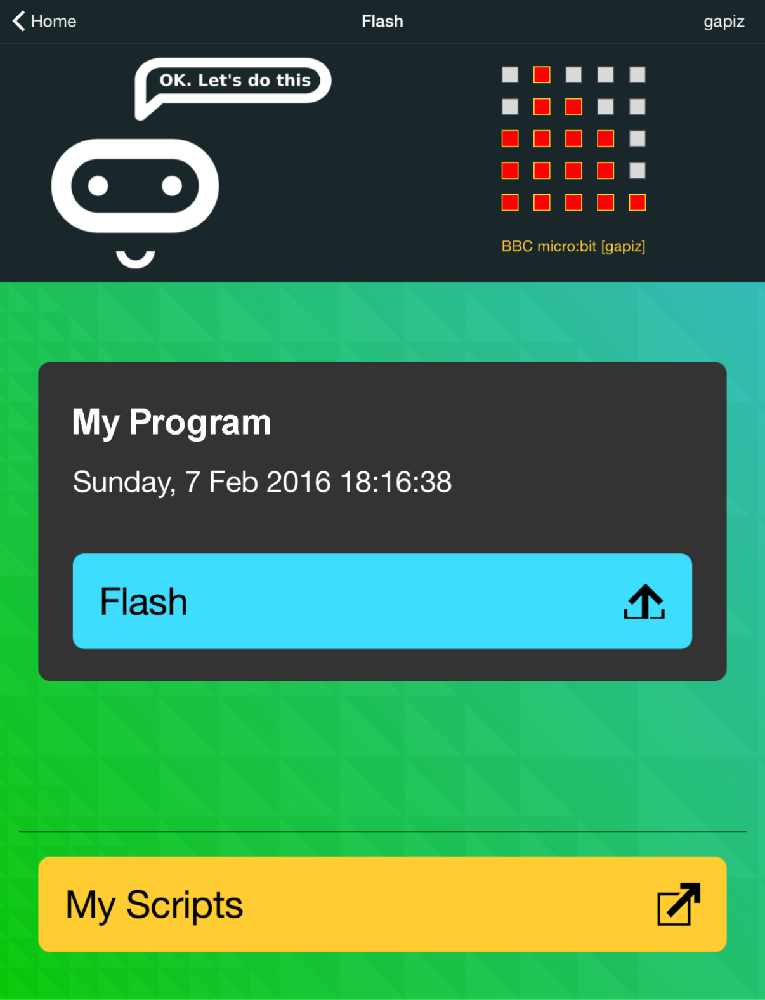 Home
Flash
gapiz
OK. Let's do this
BBC micro:bit [gapiz]
My Program
Sunday, 7 Feb 2016 18:16:38
Flash
My Scripts